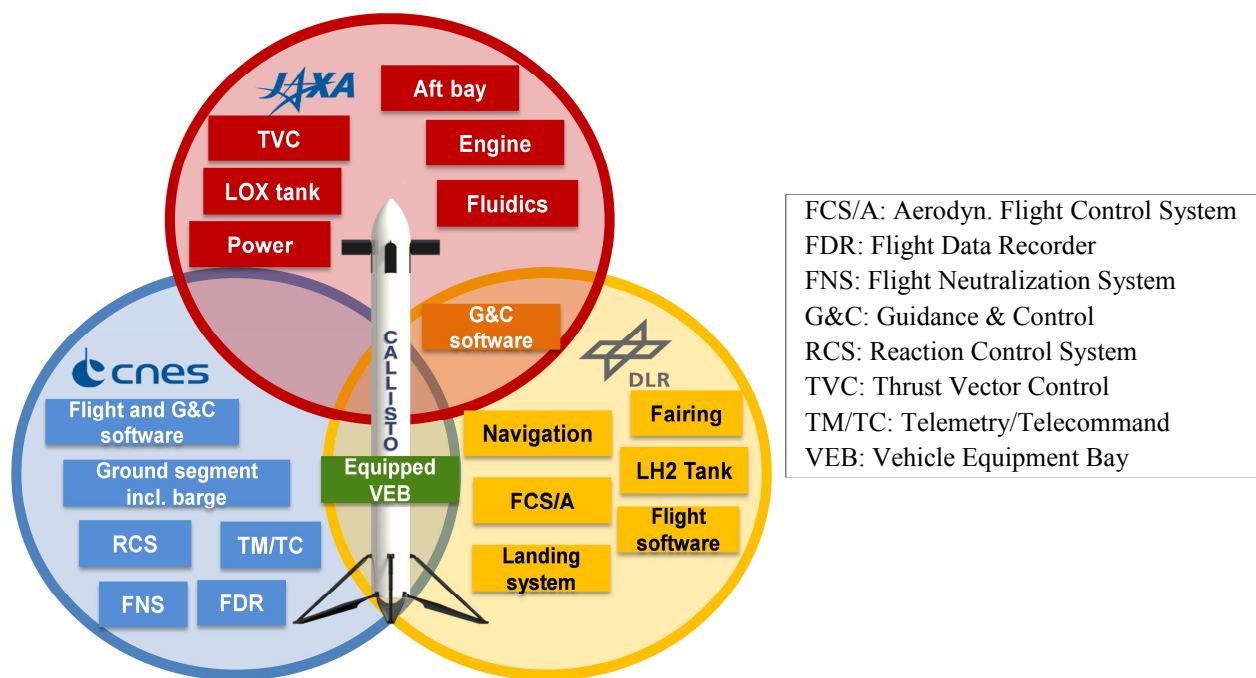 JAXA
Aft bay
TVC
Engine
LOX tank
Fluidics
Power
G&C
software
CALLISTO
cnes
DLR
Flight and G&C
software
Fairing
Navigation
Ground segment
incl. barge
Equipped
VEB
LH2 Tank
FCS/A
Flight
software
RCS
TM/TC
Landing
system
FNS
FDR
FCS/A: Aerodyn. Flight Control System
FDR: Flight Data Recorder
FNS: Flight Neutralization System
G&C: Guidance & Control
RCS: Reaction Control System
TVC: Thrust Vector Control
TM/TC: Telemetry/Telecommand
VEB: Vehicle Equipment Bay